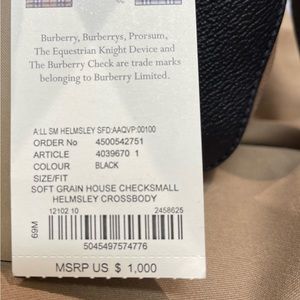 Burberry, Burberrys, Prorsum,
The Equestrian Knight Device and
The Burberry Check are trade marks
belonging to Burberry Limited.
A:LL SM HELMSLEY SFD:AAQVP:00100
ORDER No 4500542751
ARTICLE 4039670 1
COLOUR BLACK
SIZE/FIT
SOFT GRAIN HOUSE CHECKSMALL
HELMSLEY CROSSBODY
12102 10 2458625
69M
5045497574776
MSRP US $ 1,000